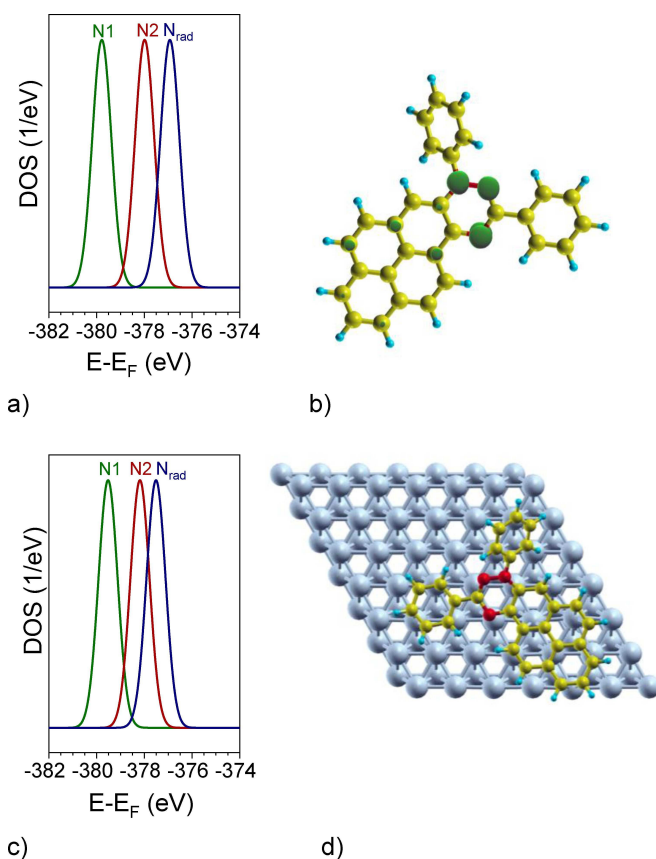 N1 N2 Nrad
DOS (1/eV)
-382 -380 -378 -376 -374
E-EF (eV)
a) b)
N1 N2 Nrad
DOS (1/eV)
-382 -380 -378 -376 -374
E-EF (eV)
c) d)